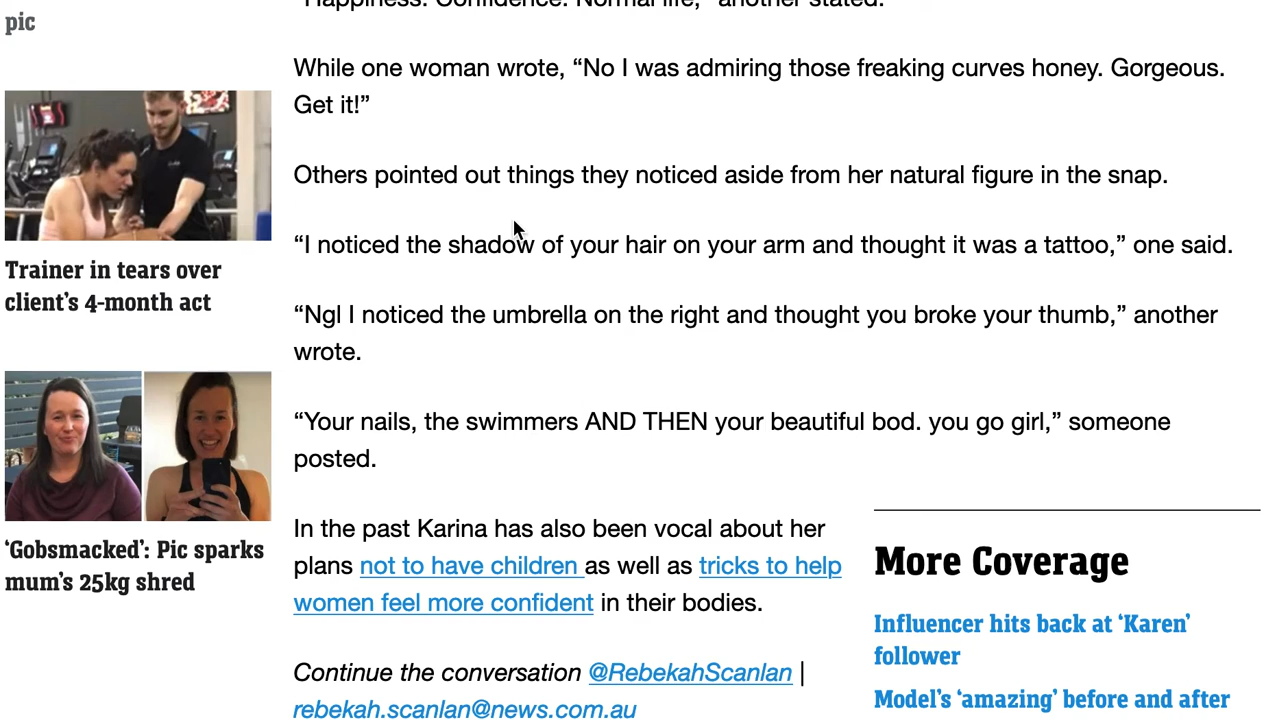 pic
Trainer in tears over
client’s 4-month act
‘Gobsmacked’: Pic sparks
mum’s 25kg shred
“Happiness. Confidence. Normal life,” another stated.
While one woman wrote, “No I was admiring those freaking curves honey. Gorgeous.
Get it!”
Others pointed out things they noticed aside from her natural figure in the snap.
“I noticed the shadow of your hair on your arm and thought it was a tattoo,” one said.
“Ngl I noticed the umbrella on the right and thought you broke your thumb,” another
wrote.
“Your nails, the swimmers AND THEN your beautiful bod. you go girl,” someone
posted.
In the past Karina has also been vocal about her
plans not to have children as well as tricks to help
women feel more confident in their bodies.
Continue the conversation @RebekahScanlan |
rebekah.scanlan@news.com.au
More Coverage
Influencer hits back at ‘Karen’
follower
Model’s ‘amazing’ before and after